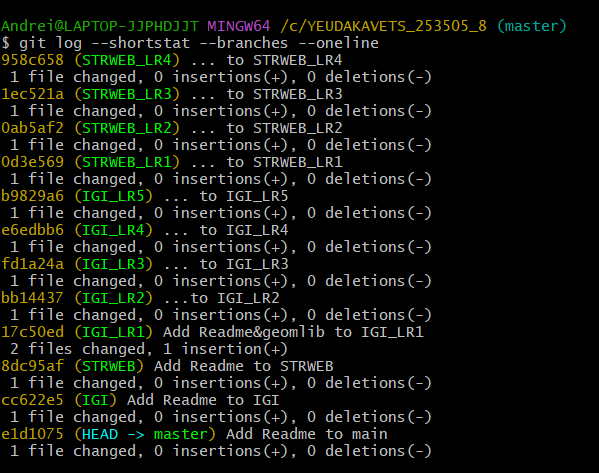 Andrei@LAPTOP-JJPHDJJT MINGW64 /c/YEUDAKAVETS_253505_8 (master)
$ git log --shortstat --branches --oneline
958c658 (STRWEB_LR4) ... to STRWEB_LR4
 1 file changed, 0 insertions(+), 0 deletions(-)
1ec521a (STRWEB_LR3) ... to STRWEB_LR3
 1 file changed, 0 insertions(+), 0 deletions(-)
0ab5af2 (STRWEB_LR2) ... to STRWEB_LR2
 1 file changed, 0 insertions(+), 0 deletions(-)
0d3e569 (STRWEB_LR1) ... to STRWEB_LR1
 1 file changed, 0 insertions(+), 0 deletions(-)
b9829a6 (IGI_LR5) ... to IGI_LR5
 1 file changed, 0 insertions(+), 0 deletions(-)
e6edbb6 (IGI_LR4) ... to IGI_LR4
 1 file changed, 0 insertions(+), 0 deletions(-)
fd1a24a (IGI_LR3) ... to IGI_LR3
 1 file changed, 0 insertions(+), 0 deletions(-)
bb14437 (IGI_LR2) ...to IGI_LR2
 1 file changed, 0 insertions(+), 0 deletions(-)
17c50ed (IGI_LR1) Add Readme&geomlib to IGI_LR1
 2 files changed, 1 insertion(+)
8dc95af (STRWEB) Add Readme to STRWEB
 1 file changed, 0 insertions(+), 0 deletions(-)
cc622e5 (IGI) Add Readme to IGI
 1 file changed, 0 insertions(+), 0 deletions(-)
e1d1075 (HEAD -> master) Add Readme to main
 1 file changed, 0 insertions(+), 0 deletions(-)